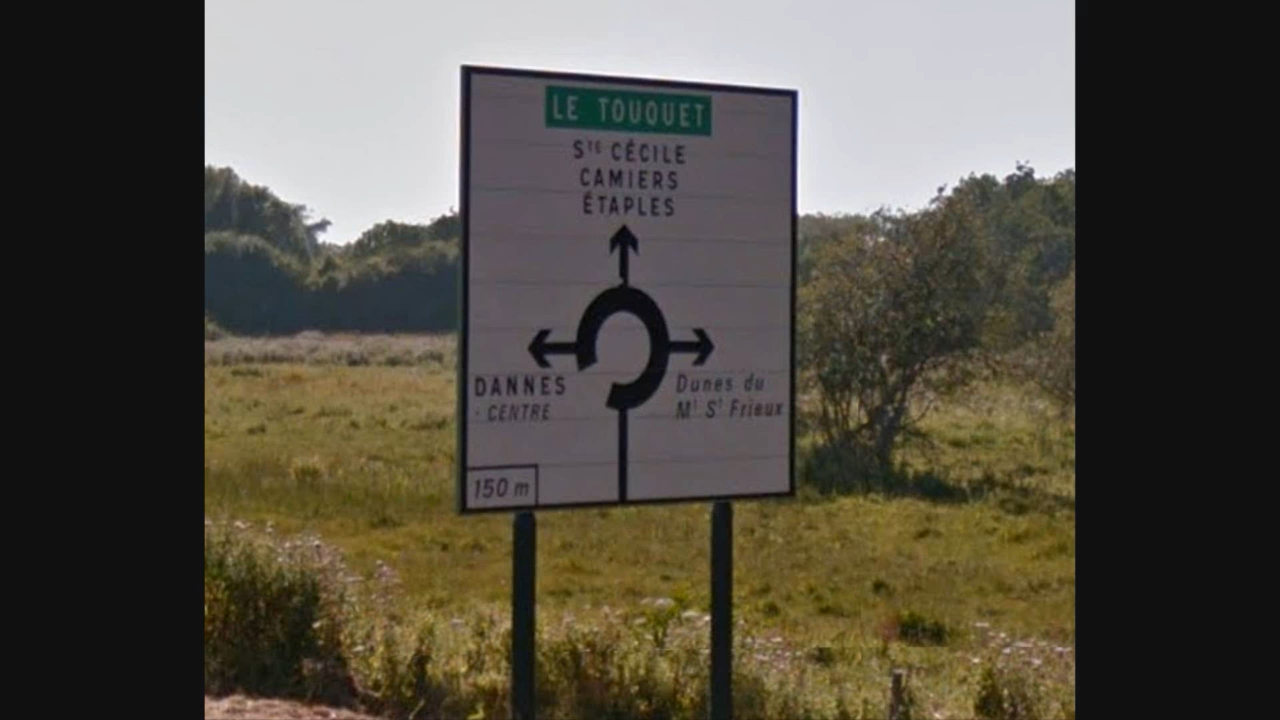 LE TOUQUET
Sᵗᵉ CÉCILE
CAMIERS
ÉTAPLES
DANNES
- CENTRE
Dunes du
Mᵗ Sᵗ Frieux
150 m